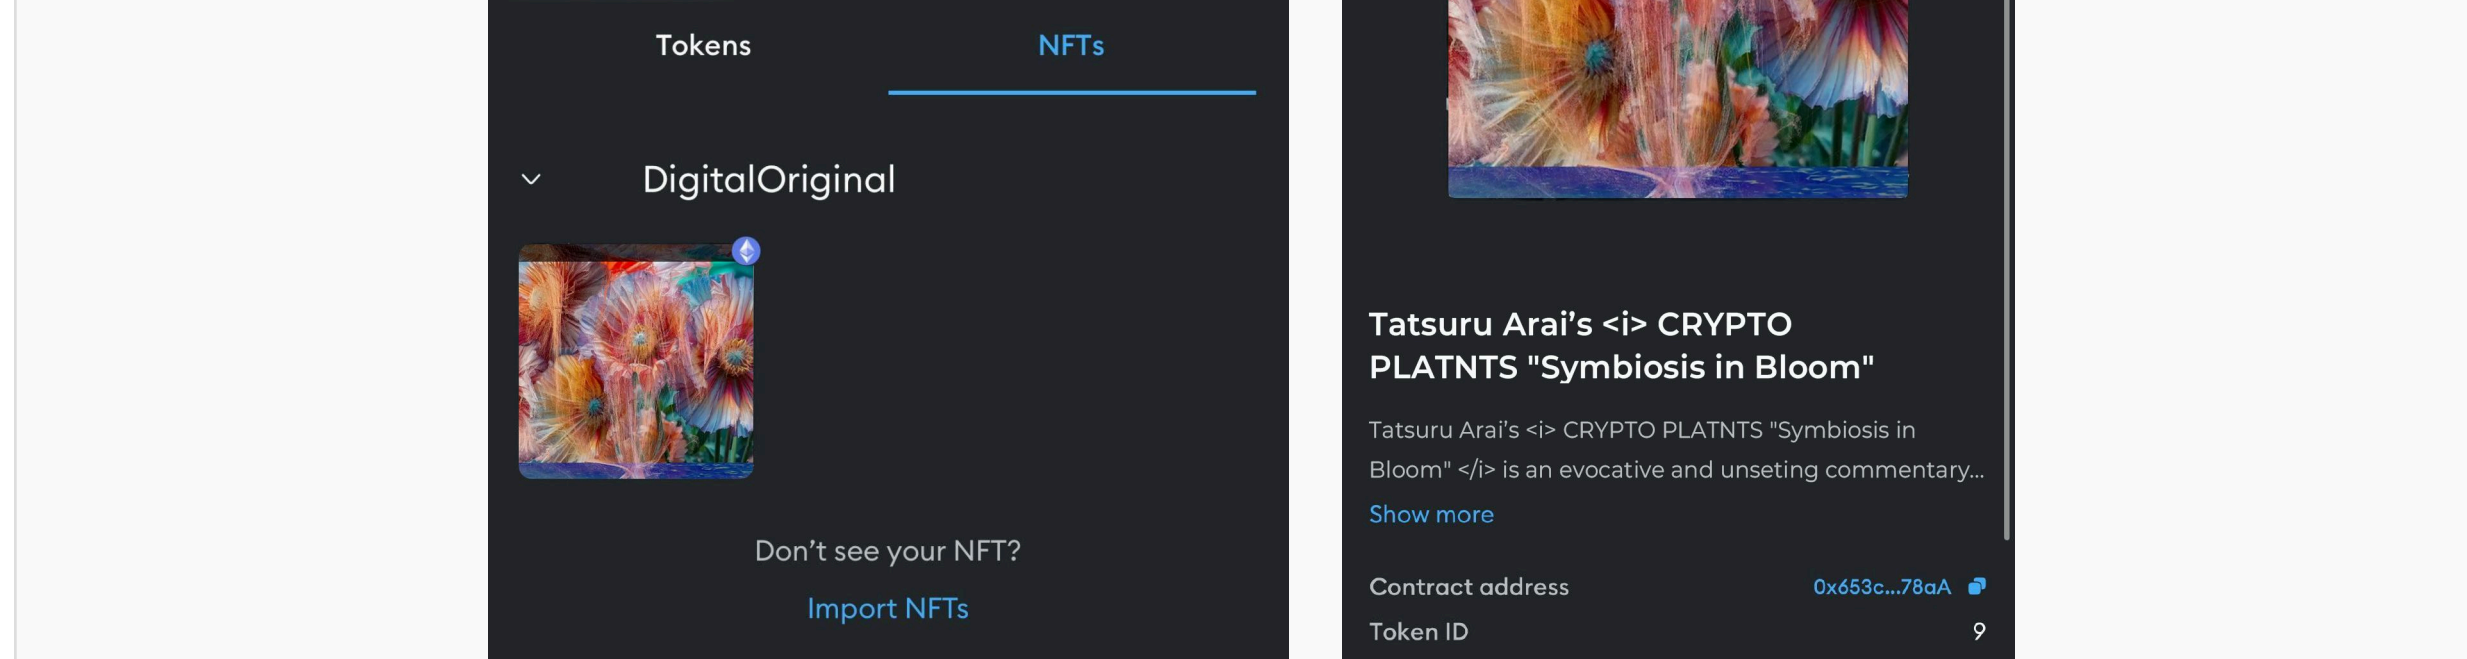 Tokens
NFTs
DigitalOriginal
Don’t see your NFT?
Import NFTs
Tatsuru Arai’s <i> CRYPTO
PLATNTS "Symbiosis in Bloom"
Tatsuru Arai’s <i> CRYPTO PLATNTS "Symbiosis in
Bloom" </i> is an evocative and unseting commentary...
Show more
Contract address 0x653c...78aA
Token ID 9